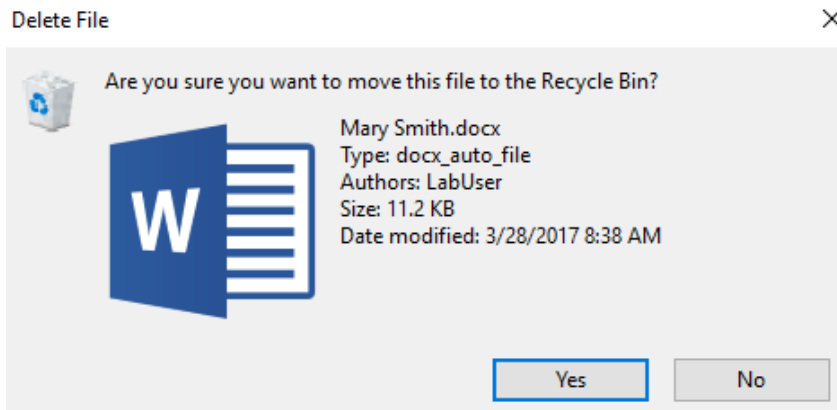 Delete File
Are you sure you want to move this file to the Recycle Bin?
W
Mary Smith.docx
Type: docx_auto_file
Authors: LabUser
Size: 11.2 KB
Date modified: 3/28/2017 8:38 AM
Yes
No